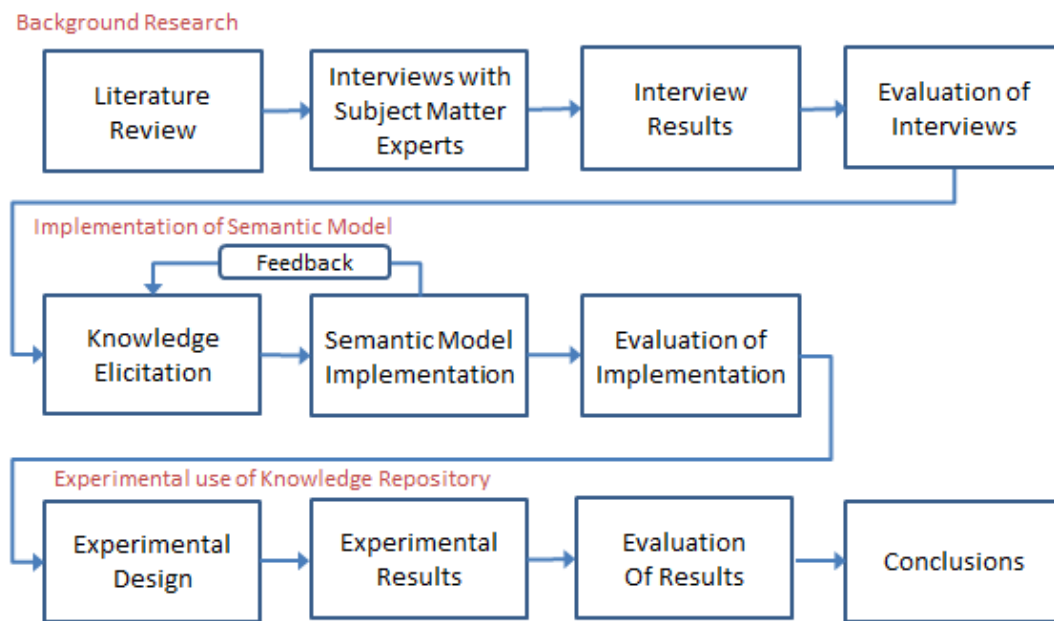 Background Research
Literature
Review
Interviews with
Subject Matter
Experts
Interview
Results
Evaluation of
Interviews
Implementation of Semantic Model
Feedback
Knowledge
Elicitation
Semantic Model
Implementation
Evaluation of
Implementation
Experimental use of Knowledge Repository
Experimental
Design
Experimental
Results
Evaluation
Of Results
Conclusions